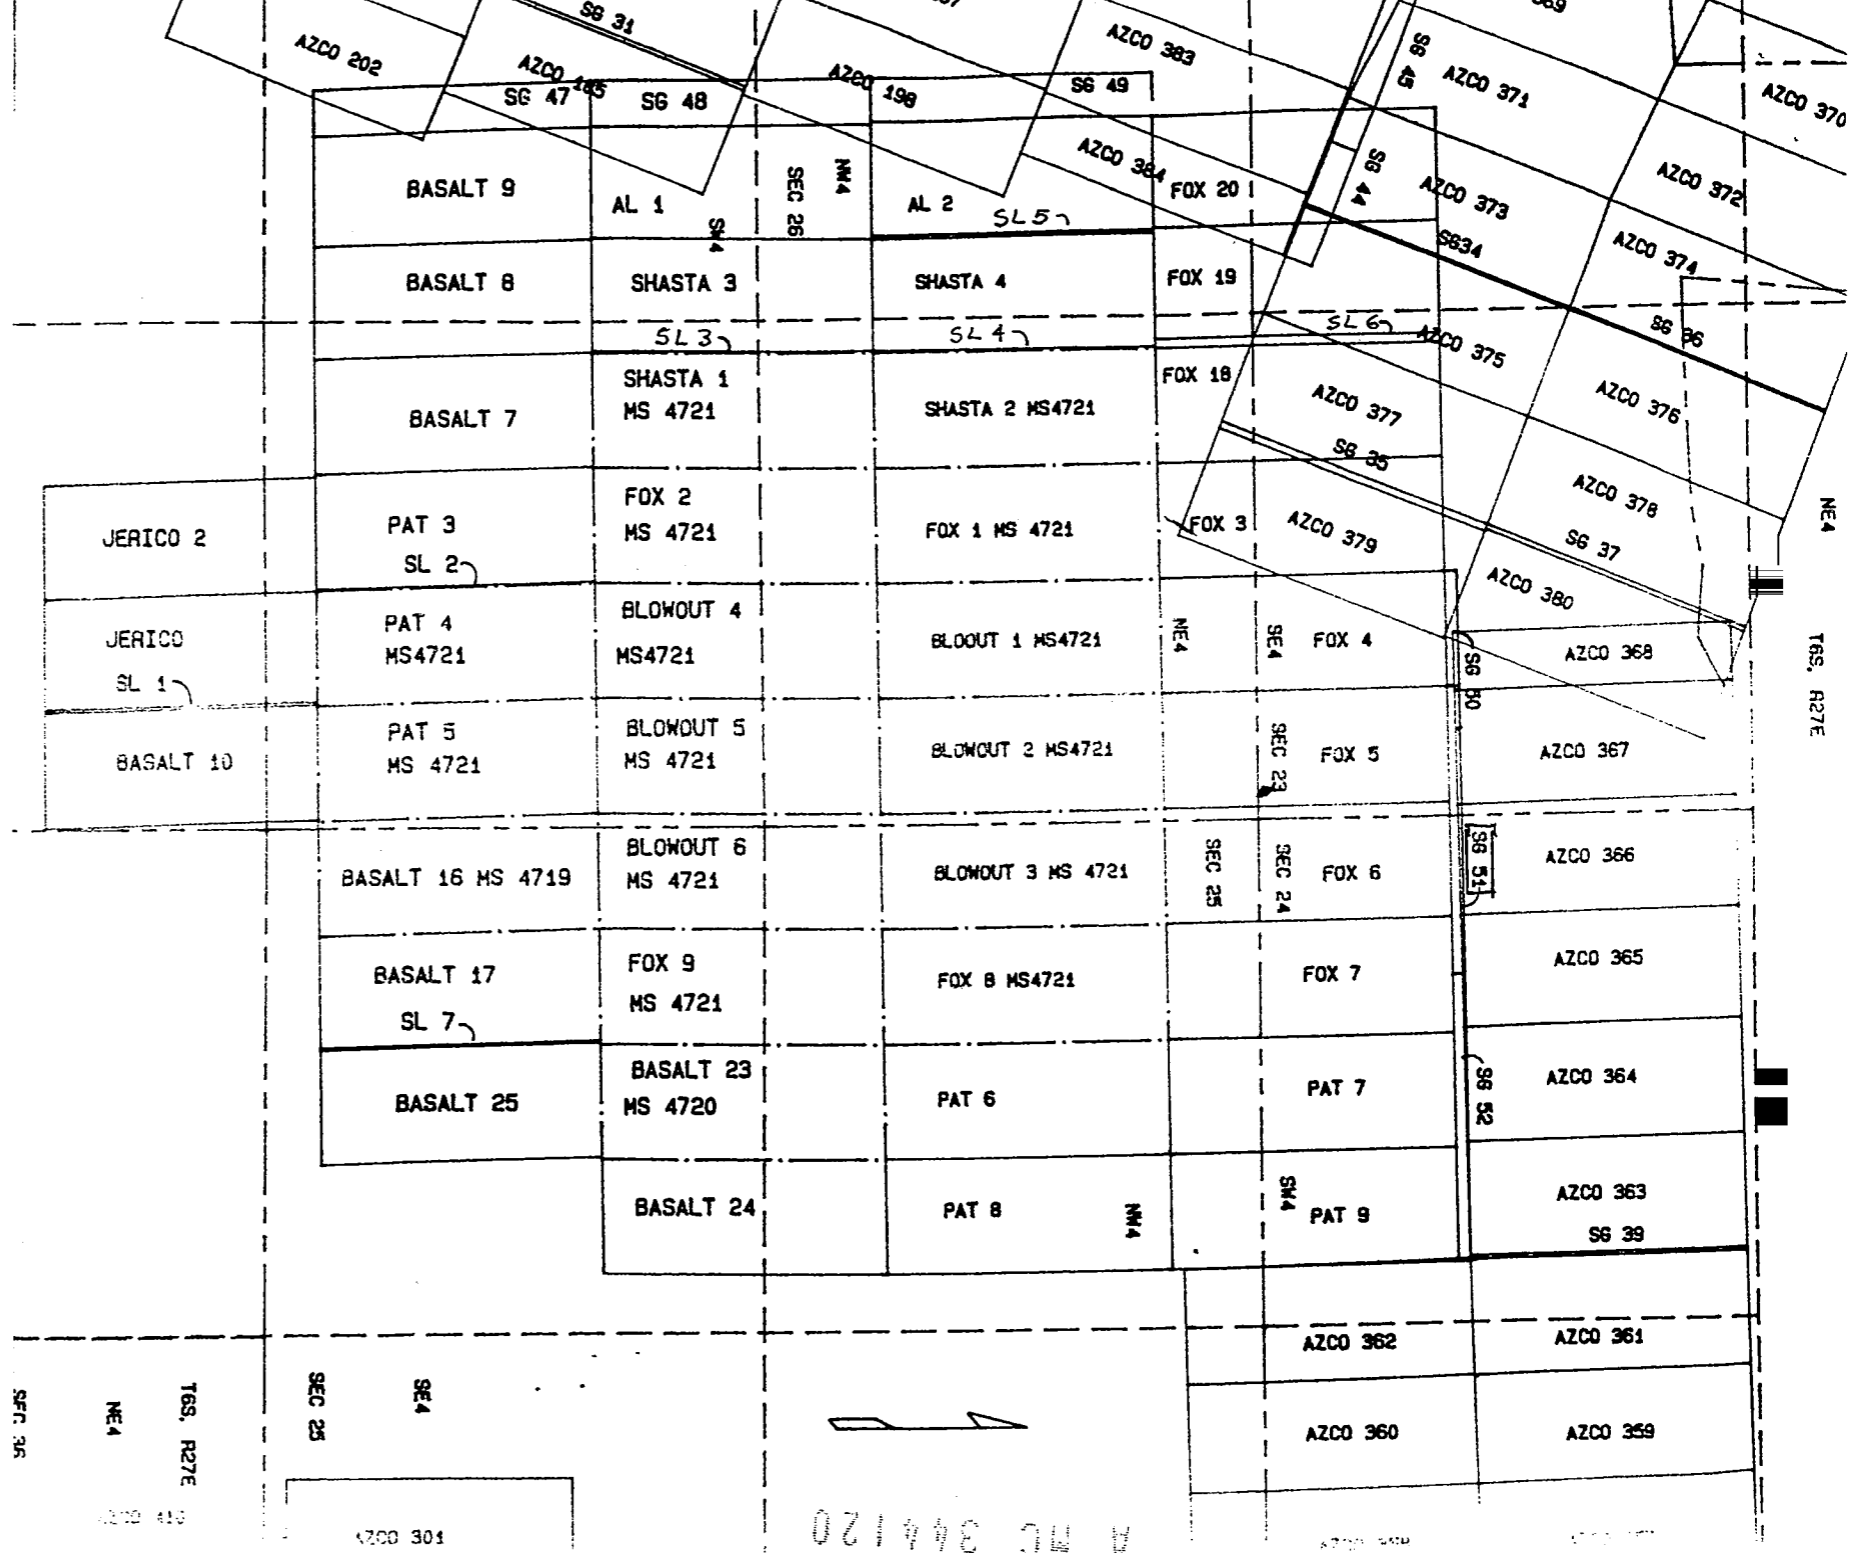 SG 31
AZCO 202
AZCO 383
SG 45
AZCO 371
AZCO 370
AZCO 185
SG 47
SG 48
AZCO 198
SG 49
BASALT 9
AL 1
SW4
SEC 26
NW4
AL 2
SL 5
AZCO 384
FOX 20
SG 44
AZCO 373
AZCO 372
SG34
AZCO 374
BASALT 8
SHASTA 3
SHASTA 4
FOX 19
SL 3
SL 4
SL 6
AZCO 375
SG 36
BASALT 7
SHASTA 1
MS 4721
SHASTA 2 MS4721
FOX 18
AZCO 377
AZCO 376
SG 35
JERICO 2
PAT 3
SL 2
FOX 2
MS 4721
FOX 1 MS 4721
FOX 3
AZCO 379
AZCO 378
SG 37
NE4
AZCO 380
JERICO
SL 1
PAT 4
MS4721
BLOWOUT 4
MS4721
BLOOUT 1 MS4721
NE4
SE4
FOX 4
SG 50
AZCO 368
T6S, R27E
BASALT 10
PAT 5
MS 4721
BLOWOUT 5
MS 4721
BLOWOUT 2 MS4721
SEC 23
FOX 5
AZCO 367
BASALT 16 MS 4719
BLOWOUT 6
MS 4721
BLOWOUT 3 MS 4721
SEC 25
SEC 24
FOX 6
SG 51
AZCO 366
BASALT 17
SL 7
FOX 9
MS 4721
FOX 8 MS4721
FOX 7
AZCO 365
BASALT 25
BASALT 23
MS 4720
PAT 6
PAT 7
SG 52
AZCO 364
BASALT 24
PAT 8
NW4
SW4
PAT 9
AZCO 363
SG 39
AZCO 362
AZCO 361
SEC 36
NE4
T6S, R27E
SEC 25
SE4
AZCO 360
AZCO 359
AZCO 301
A MC 344120